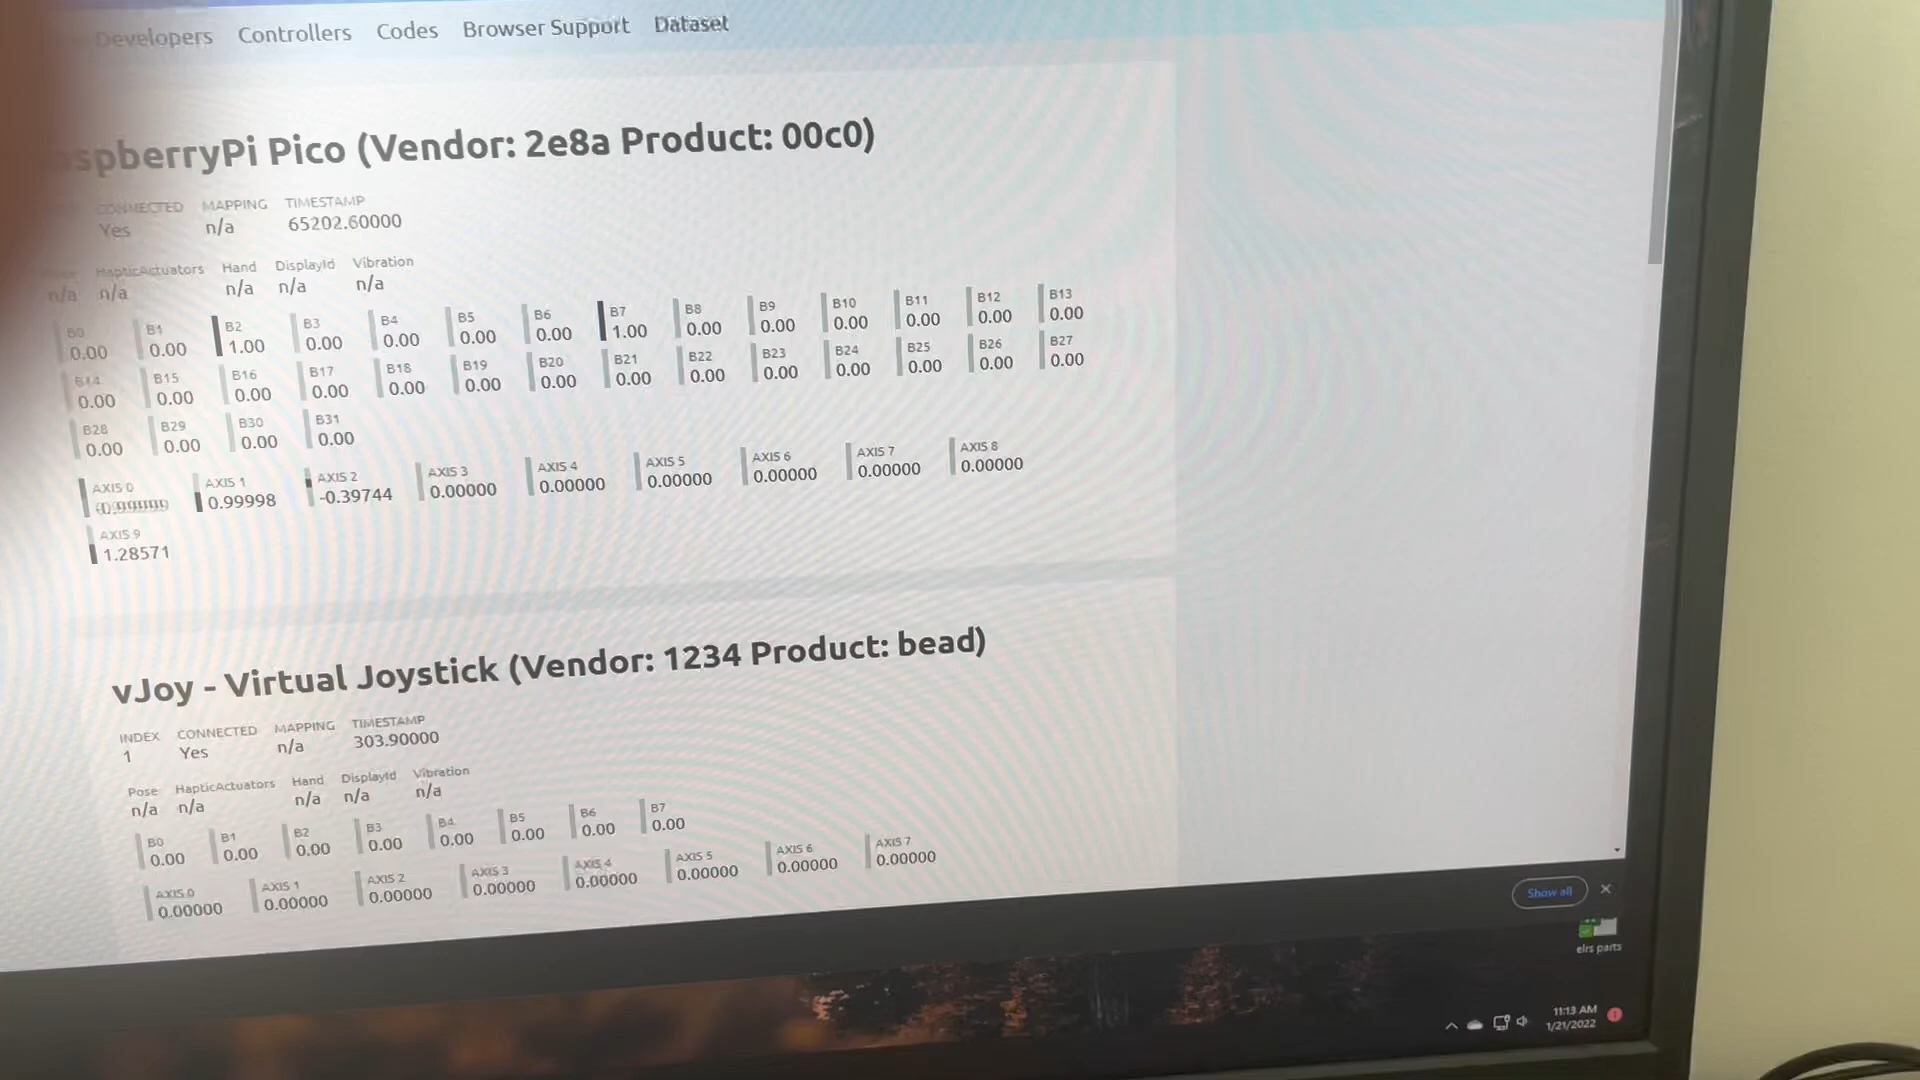 Developers Controllers Codes Browser Support Dataset
spberryPi Pico (Vendor: 2e8a Product: 00c0)
CONNECTED MAPPING TIMESTAMP
Yes n/a 65202.60000
Pose HapticActuators Hand DisplayId Vibration
n/a n/a n/a n/a n/a
B0 B1 B2 B3 B4 B5 B6 B7 B8 B9 B10 B11 B12 B13
0.00 0.00 1.00 0.00 0.00 0.00 0.00 1.00 0.00 0.00 0.00 0.00 0.00 0.00
B14 B15 B16 B17 B18 B19 B20 B21 B22 B23 B24 B25 B26 B27
0.00 0.00 0.00 0.00 0.00 0.00 0.00 0.00 0.00 0.00 0.00 0.00 0.00 0.00
B28 B29 B30 B31
0.00 0.00 0.00 0.00
AXIS 0 AXIS 1 AXIS 2 AXIS 3 AXIS 4 AXIS 5 AXIS 6 AXIS 7 AXIS 8
0.99998 -0.39744 0.00000 0.00000 0.00000 0.00000 0.00000 0.00000
AXIS 9
1.28571
vJoy - Virtual Joystick (Vendor: 1234 Product: bead)
INDEX CONNECTED MAPPING TIMESTAMP
1 Yes n/a 303.90000
Pose HapticActuators Hand DisplayId Vibration
n/a n/a n/a n/a n/a
B0 B1 B2 B3 B4 B5 B6 B7
0.00 0.00 0.00 0.00 0.00 0.00 0.00 0.00
AXIS 0 AXIS 1 AXIS 2 AXIS 3 AXIS 4 AXIS 5 AXIS 6 AXIS 7
0.00000 0.00000 0.00000 0.00000 0.00000 0.00000 0.00000 0.00000
Show all
elrs parts
11:13 AM
1/21/2022
1